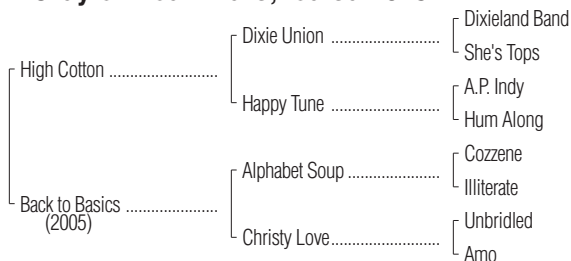 Dixieland Band
Dixie Union ............................
She's Tops
High Cotton ............................
A.P. Indy
Happy Tune ............................
Hum Along
Cozzene
Alphabet Soup ........................
Illiterate
Back to Basics ........................
(2005)
Unbridled
Christy Love............................
Amo